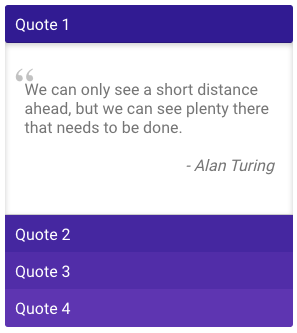 Quote 1
“
We can only see a short distance
ahead, but we can see plenty there
that needs to be done.
- Alan Turing
Quote 2
Quote 3
Quote 4